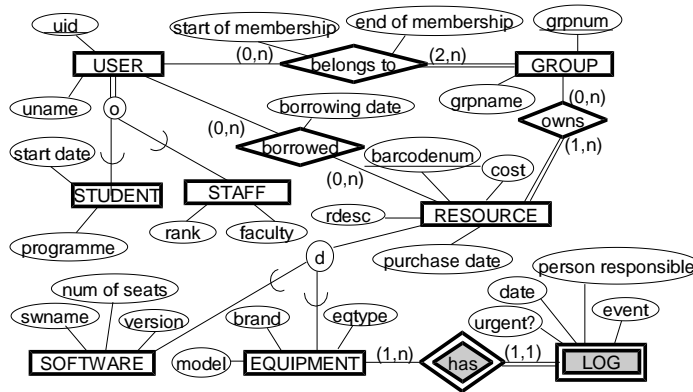 uid
start of membership
end of membership
grpnum
USER
(0,n)
belongs to
(2,n)
GROUP
uname
o
(0,n)
borrowing date
grpname
(0,n)
owns
start date
borrowed
barcodenum
cost
(1,n)
STUDENT
STAFF
(0,n)
rdesc
RESOURCE
programme
rank
faculty
d
purchase date
person responsible
num of seats
date
swname
version
brand
eqtype
urgent?
event
SOFTWARE
model
EQUIPMENT
(1,n)
has
(1,1)
LOG